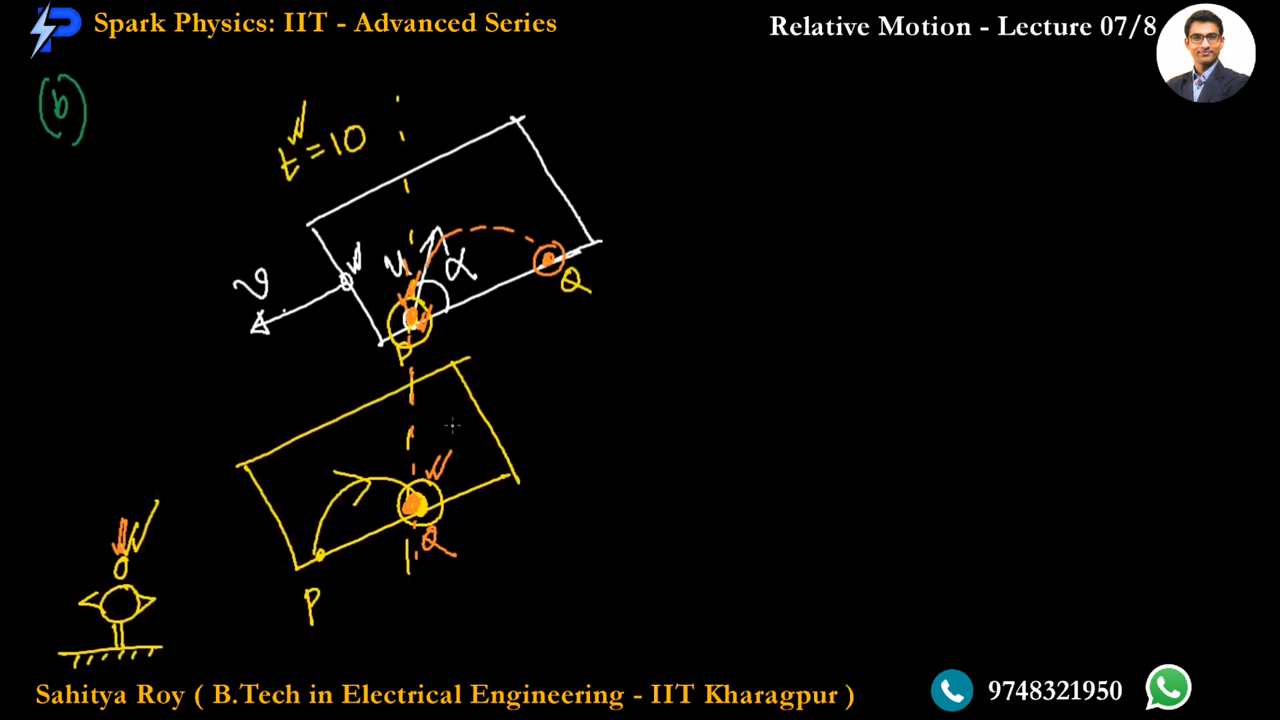 Spark Physics: IIT - Advanced Series
Relative Motion - Lecture 07/8
(b)
t = 10
v
u
α
Q
P
Q
P
Sahitya Roy ( B.Tech in Electrical Engineering - IIT Kharagpur )
9748321950